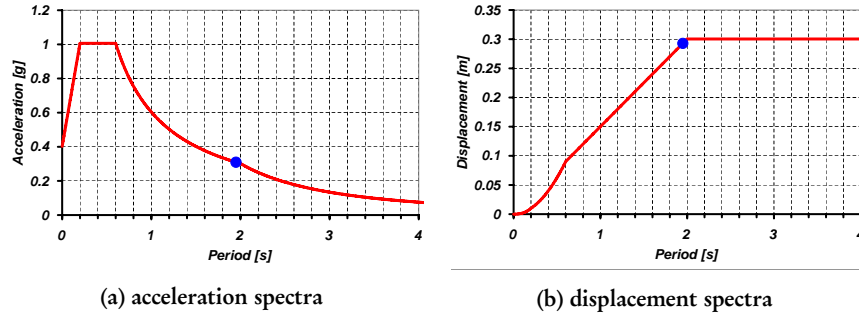 1.2
1
0.8
0.6
0.4
0.2
0
Acceleration [g]
0 1 2 3 4
Period [s]
(a) acceleration spectra
0.35
0.3
0.25
0.2
0.15
0.1
0.05
0
Displacement [m]
0 1 2 3 4
Period [s]
(b) displacement spectra